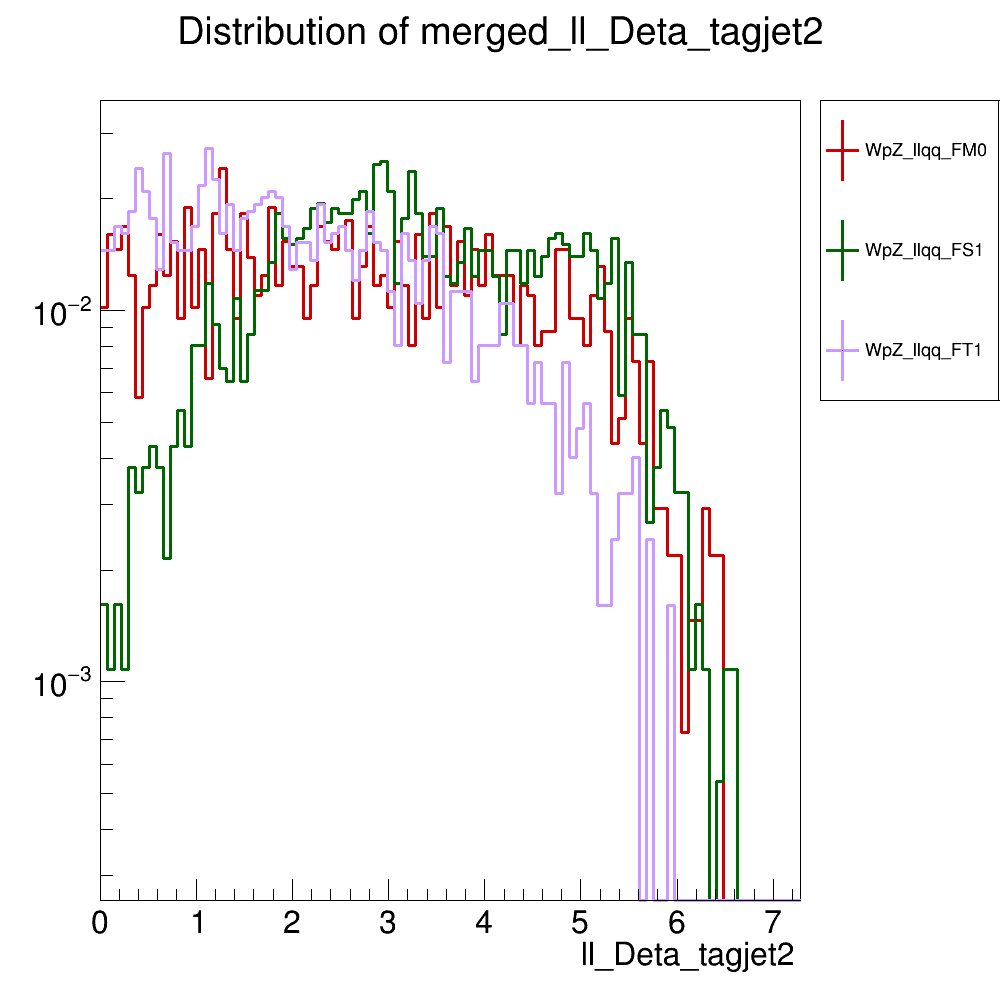 Distribution of merged_ll_Deta_tagjet2
WpZ_llqq_FM0
WpZ_llqq_FS1
WpZ_llqq_FT1
10⁻²
10⁻³
0 1 2 3 4 5 6 7
ll_Deta_tagjet2